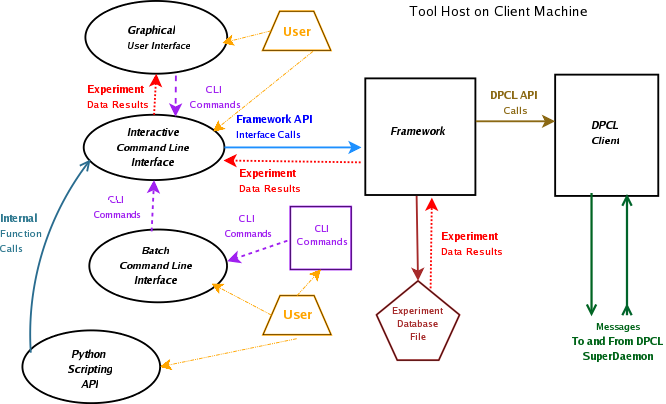 Tool Host on Client Machine
Graphical
User Interface
User
Experiment
Data Results
CLI
Commands
Interactive
Command Line
Interface
Framework API
Interface Calls
Experiment
Data Results
Framework
DPCL API
Calls
DPCL
Client
CLI
Commands
Internal
Function
Calls
Batch
Command Line
Interface
CLI
Commands
CLI
Commands
Experiment
Data Results
User
Experiment
Database
File
Messages
To and From DPCL
SuperDaemon
Python
Scripting
API